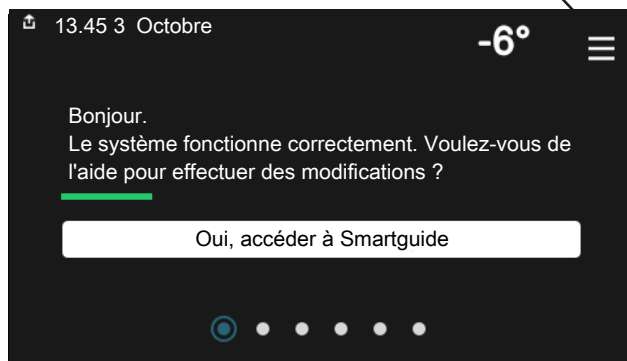 13.45 3 Octobre
-6°
Bonjour.
Le système fonctionne correctement. Voulez-vous de
l'aide pour effectuer des modifications ?
Oui, accéder à Smartguide